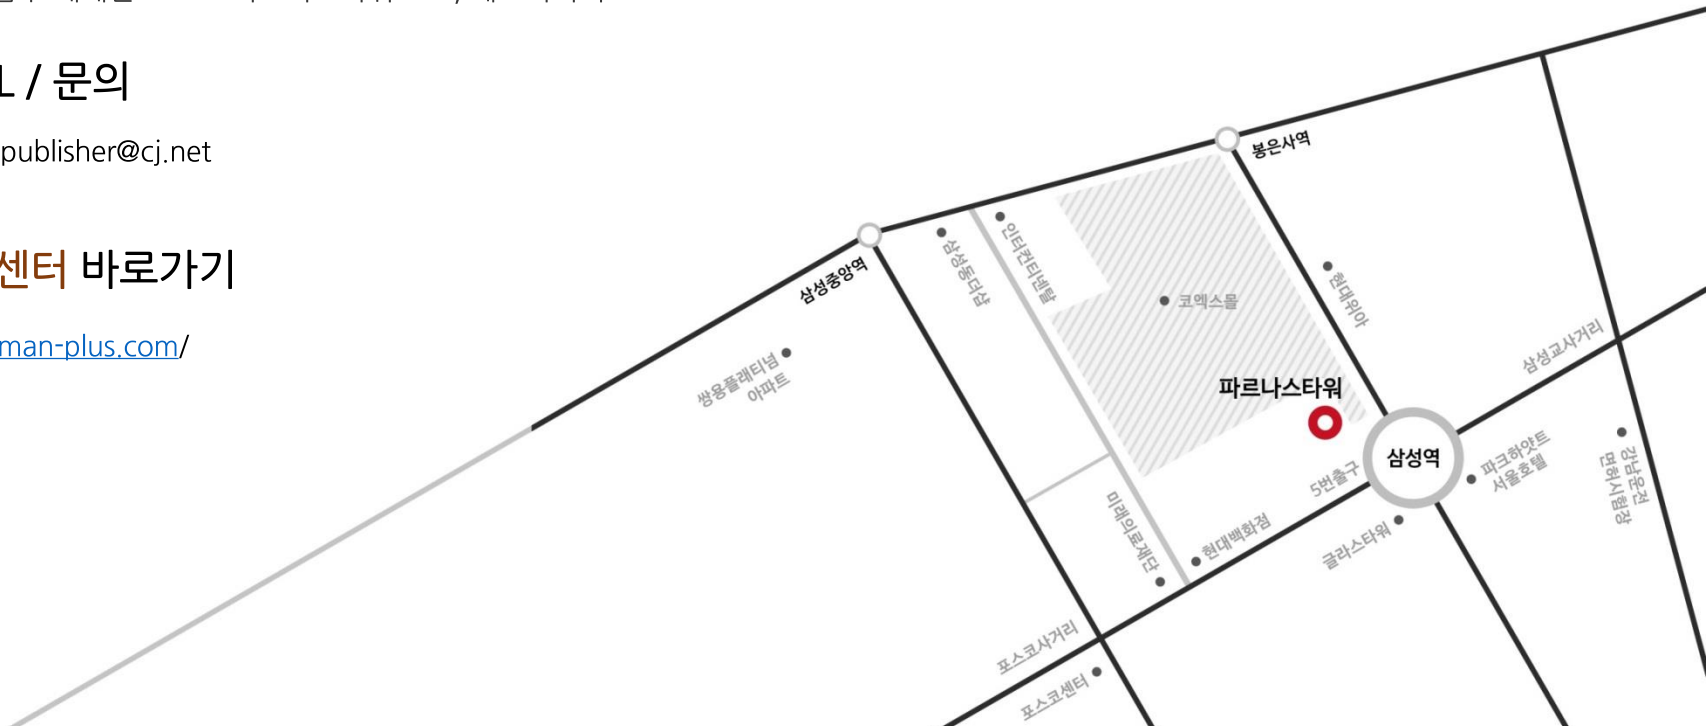 L / 문의
publisher@cj.net
센터 바로가기
man-plus.com/
봉은사역
삼성중앙역
삼성동더샵
인터컨티넨탈
코엑스몰
현대위아
삼성교사거리
쌍용플래티넘
아파트
파르나스타워
삼성역
5번출구
파크하얏트
서울호텔
강남운전
면허시험장
글라스타워
현대백화점
미래의료재단
포스코사거리
포스코센터